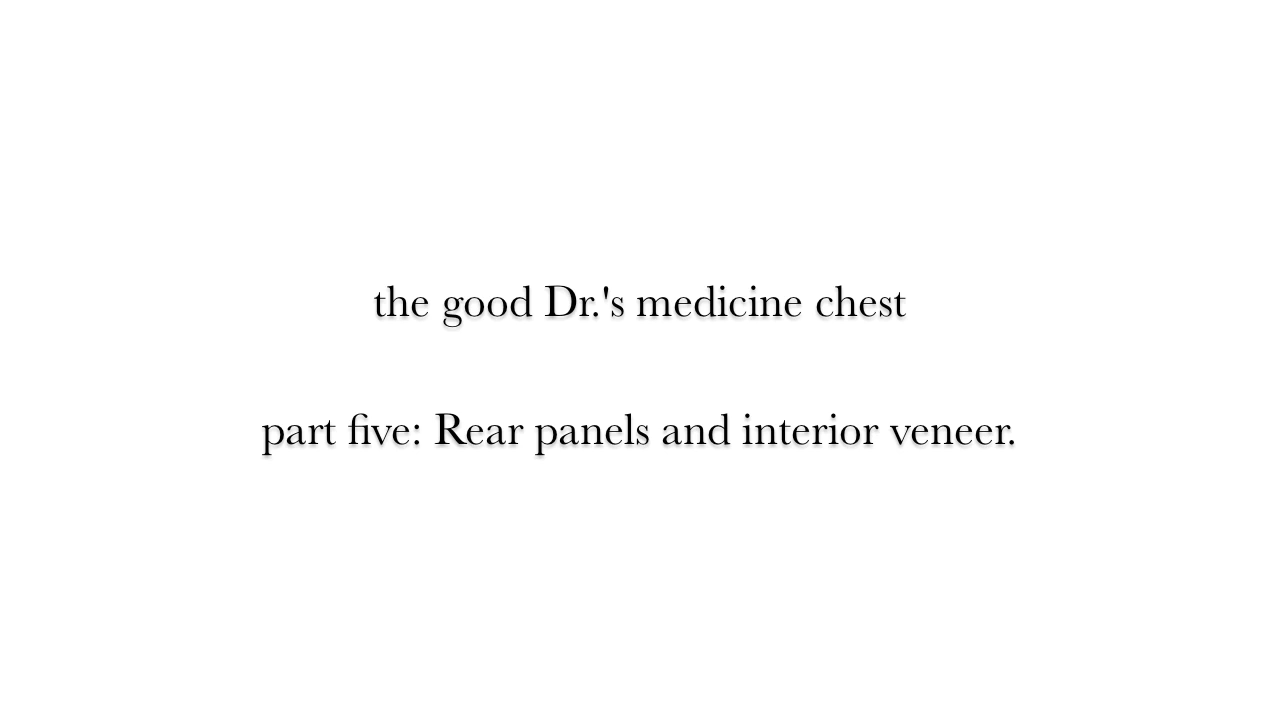 the good Dr.'s medicine chest
part five: Rear panels and interior veneer.